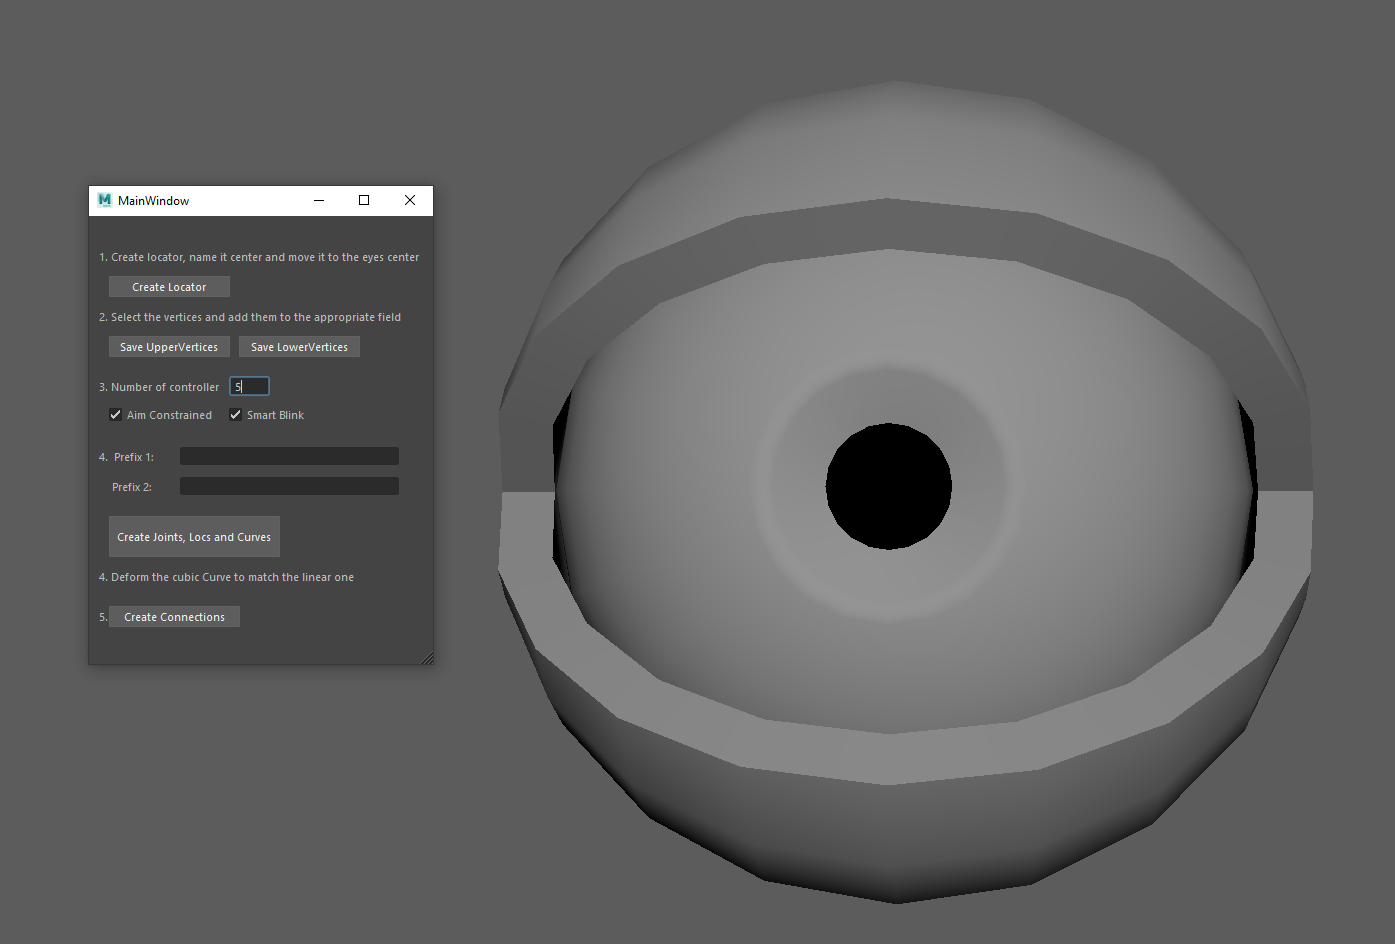 MainWindow
1. Create locator, name it center and move it to the eyes center
Create Locator
2. Select the vertices and add them to the appropriate field
Save UpperVertices Save LowerVertices
3. Number of controller 5
Aim Constrained Smart Blink
4. Prefix 1:
Prefix 2:
Create Joints, Locs and Curves
4. Deform the cubic Curve to match the linear one
5. Create Connections